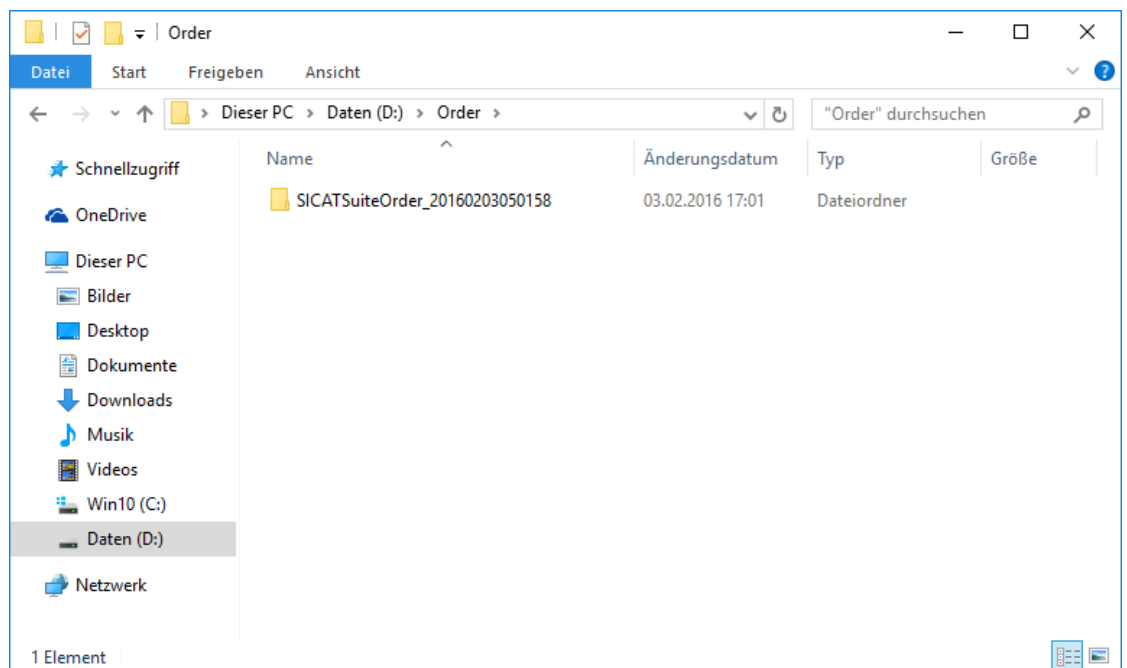 Order
Datei Start Freigeben Ansicht
Dieser PC Daten (D:) Order "Order" durchsuchen
Name Änderungsdatum Typ Größe
SICATSuiteOrder_20160203050158 03.02.2016 17:01 Dateiordner
Schnellzugriff
OneDrive
Dieser PC
Bilder
Desktop
Dokumente
Downloads
Musik
Videos
Win10 (C:)
Daten (D:)
Netzwerk
1 Element